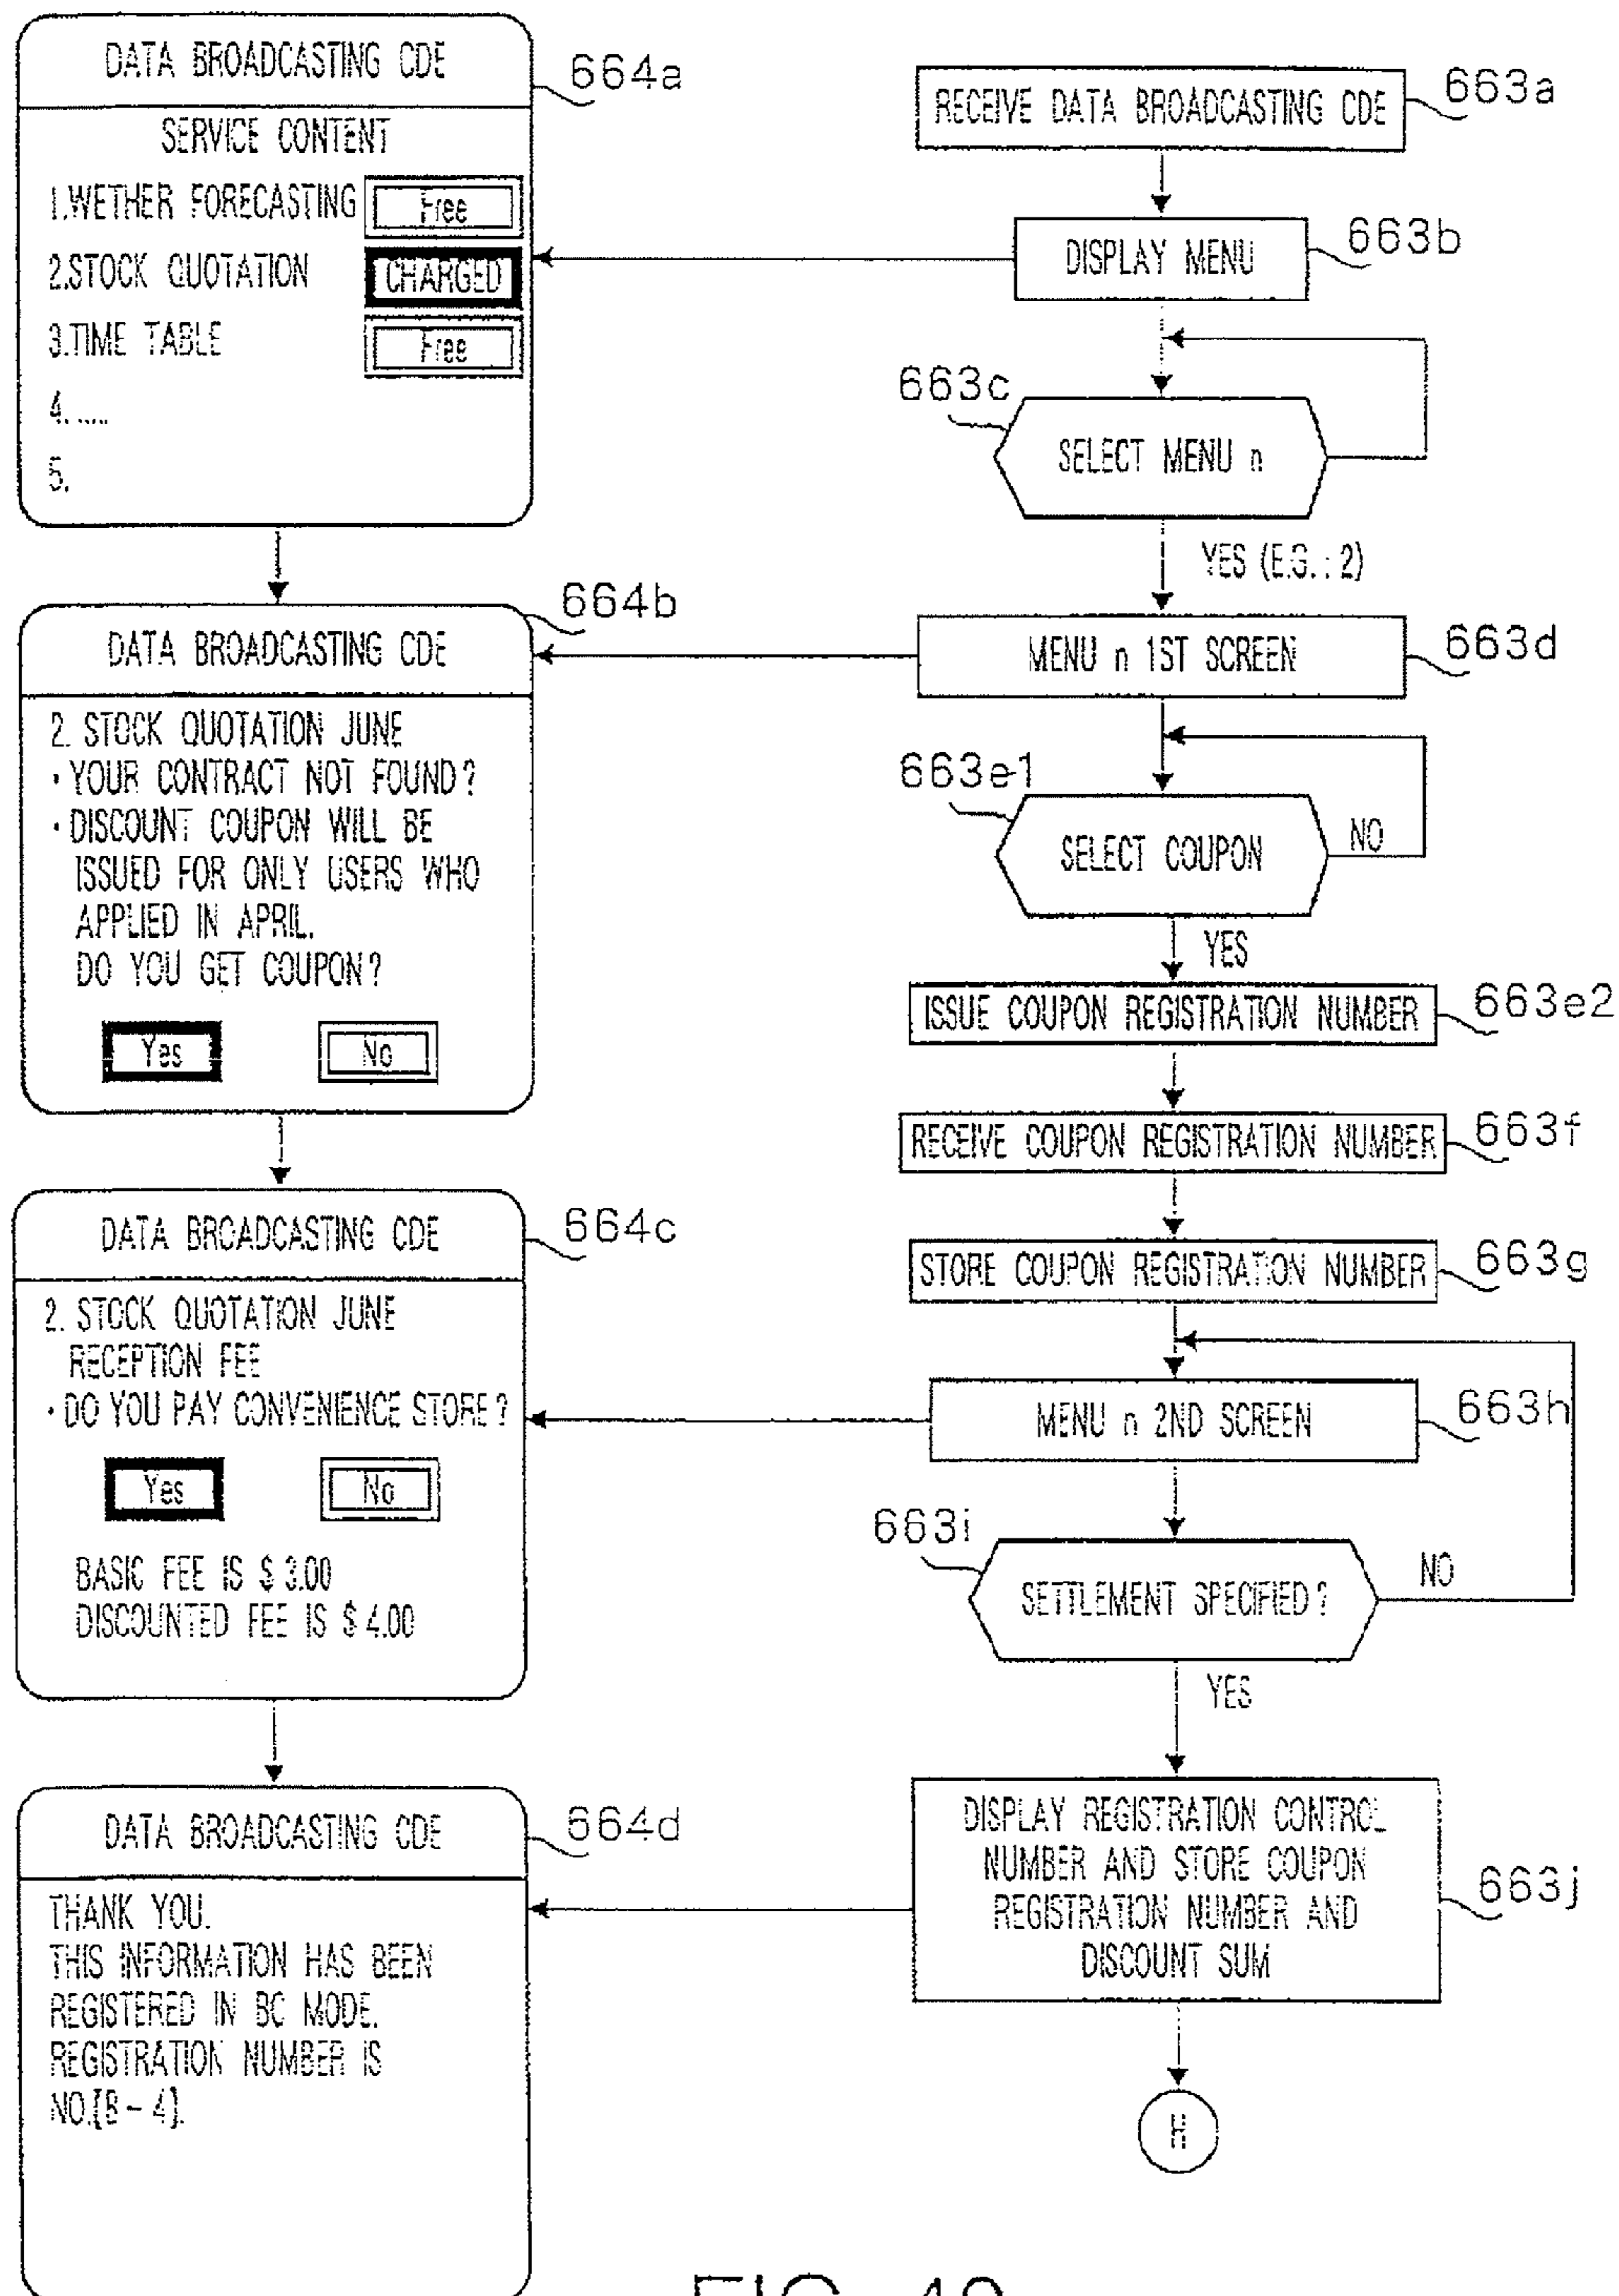 DATA BROADCASTING CDE
664a
SERVICE CONTENT
1.WETHER FORECASTING Free
2.STOCK QUOTATION CHARGED
3.TIME TABLE Free
4. .....
5.
DATA BROADCASTING CDE
664b
2. STOCK QUOTATION JUNE
• YOUR CONTRACT NOT FOUND?
• DISCOUNT COUPON WILL BE
ISSUED FOR ONLY USERS WHO
APPLIED IN APRIL.
DO YOU GET COUPON?
Yes No
DATA BROADCASTING CDE
664c
2. STOCK QUOTATION JUNE
RECEPTION FEE
• DO YOU PAY CONVENIENCE STORE?
Yes No
BASIC FEE IS $ 3.00
DISCOUNTED FEE IS $ 4.00
DATA BROADCASTING CDE
664d
THANK YOU.
THIS INFORMATION HAS BEEN
REGISTERED IN BC MODE.
REGISTRATION NUMBER IS
NO.[B-4].
RECEIVE DATA BROADCASTING CDE
663a
DISPLAY MENU
663b
663c
SELECT MENU n
YES (E.G. : 2)
MENU n 1ST SCREEN
663d
663e1
SELECT COUPON
NO
YES
ISSUE COUPON REGISTRATION NUMBER
663e2
RECEIVE COUPON REGISTRATION NUMBER
663f
STORE COUPON REGISTRATION NUMBER
663g
MENU n 2ND SCREEN
663h
663i
SETTLEMENT SPECIFIED?
NO
YES
DISPLAY REGISTRATION CONTROL
NUMBER AND STORE COUPON
REGISTRATION NUMBER AND
DISCOUNT SUM
663j
H